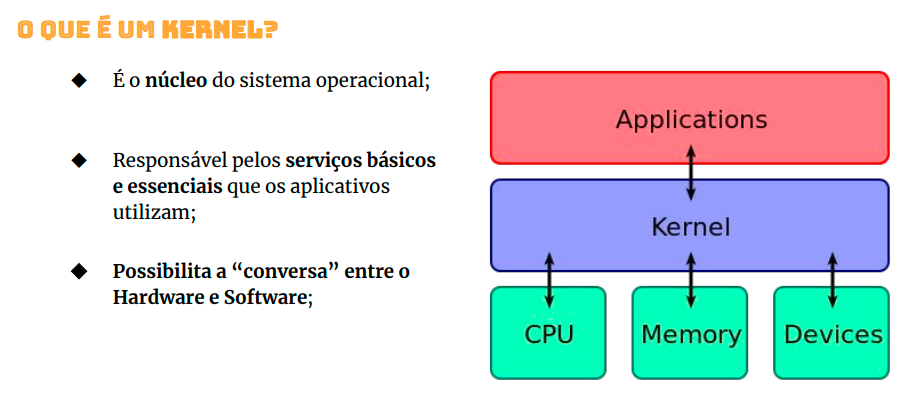 O QUE É UM KERNEL?
◆ É o núcleo do sistema operacional;
◆ Responsável pelos serviços básicos
e essenciais que os aplicativos
utilizam;
◆ Possibilita a “conversa” entre o
Hardware e Software;
Applications
Kernel
CPU
Memory
Devices